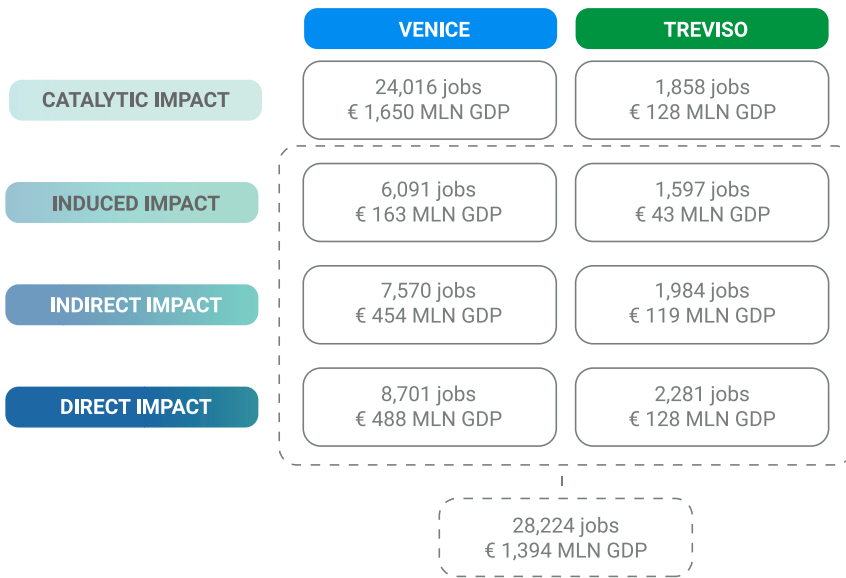 VENICE
TREVISO
CATALYTIC IMPACT
24,016 jobs
€ 1,650 MLN GDP
1,858 jobs
€ 128 MLN GDP
INDUCED IMPACT
6,091 jobs
€ 163 MLN GDP
1,597 jobs
€ 43 MLN GDP
INDIRECT IMPACT
7,570 jobs
€ 454 MLN GDP
1,984 jobs
€ 119 MLN GDP
DIRECT IMPACT
8,701 jobs
€ 488 MLN GDP
2,281 jobs
€ 128 MLN GDP
28,224 jobs
€ 1,394 MLN GDP